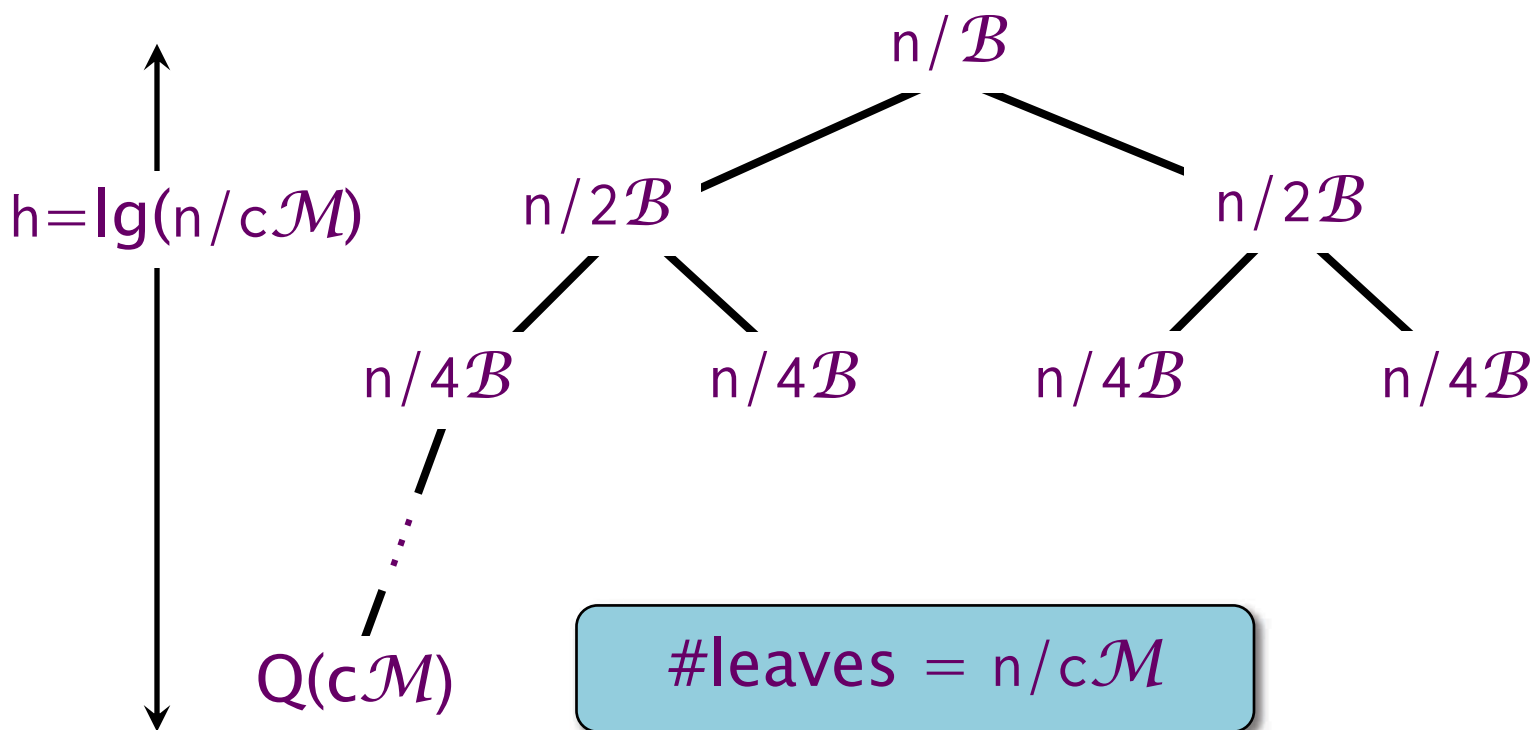 n/ℬ
h=lg(n/cℳ)
n/2ℬ
n/2ℬ
n/4ℬ
n/4ℬ
n/4ℬ
n/4ℬ
Q(cℳ)
#leaves = n/cℳ